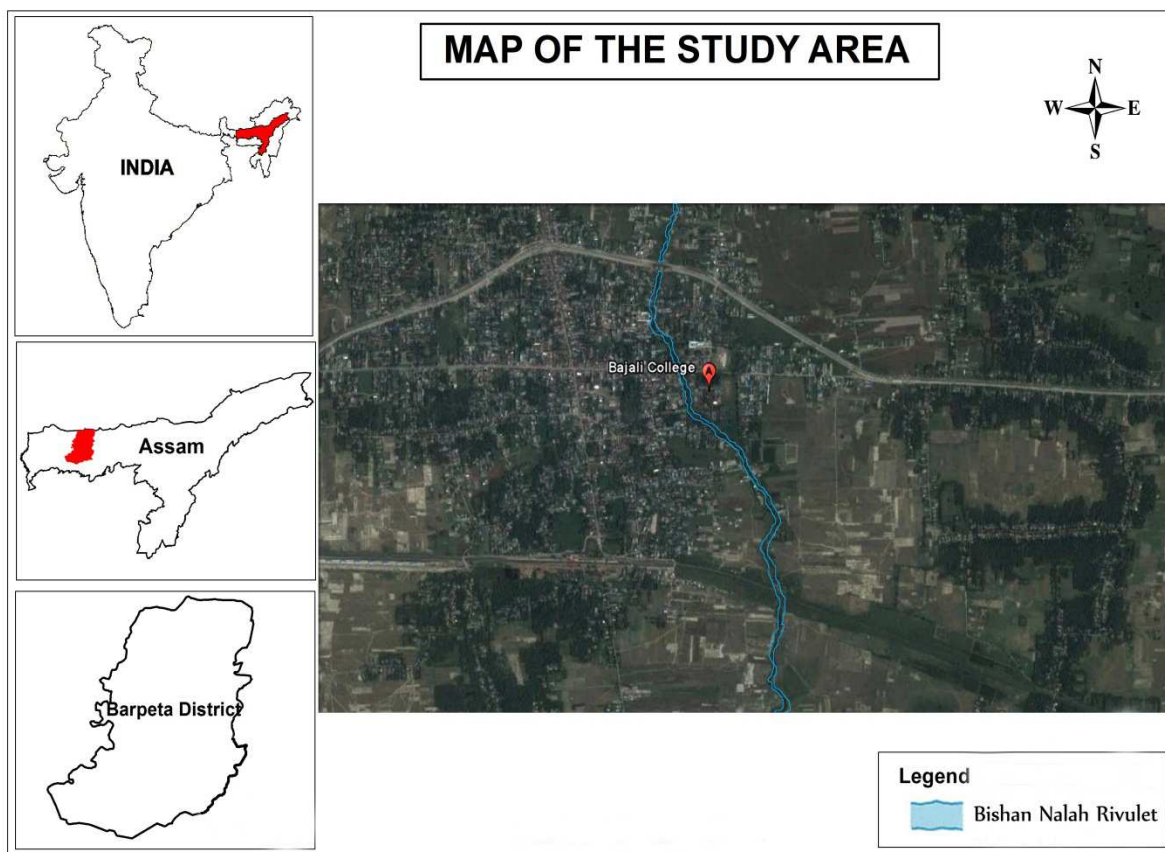 MAP OF THE STUDY AREA
N
W E
S
INDIA
Assam
Barpeta District
Bajali College
A
Legend
Bishan Nalah Rivulet